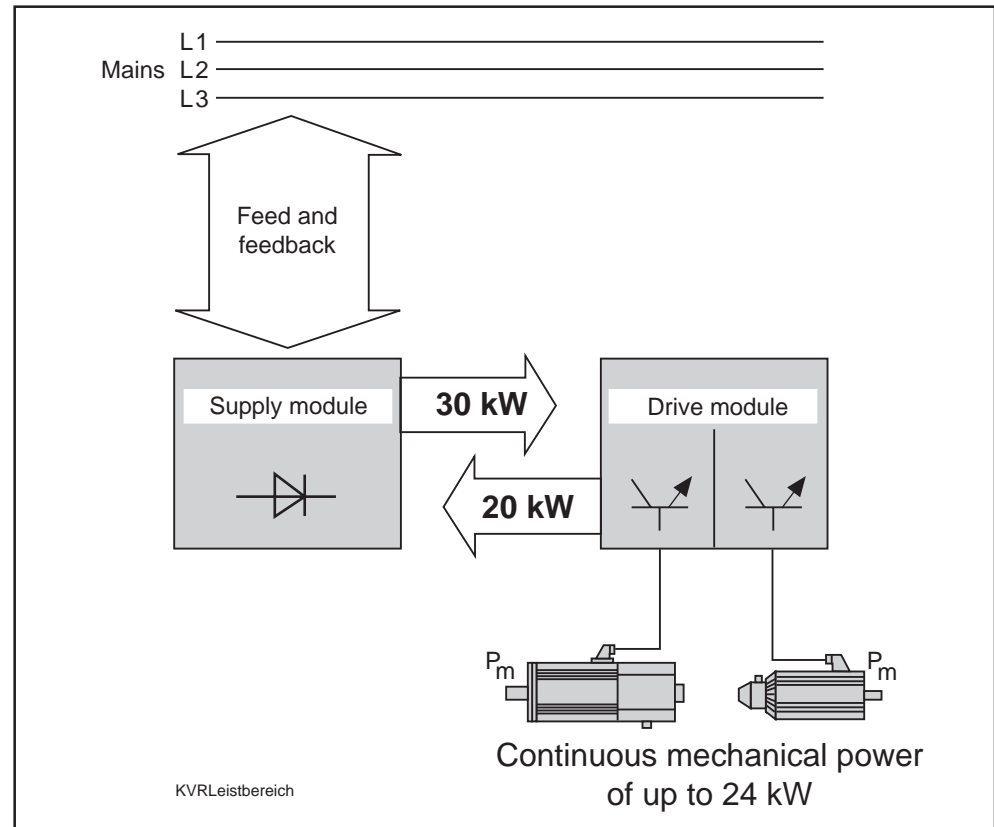 L1
Mains L2
L3
Feed and
feedback
Supply module
30 kW
Drive module
20 kW
Pm
Pm
Continuous mechanical power
of up to 24 kW
KVRLeistbereich